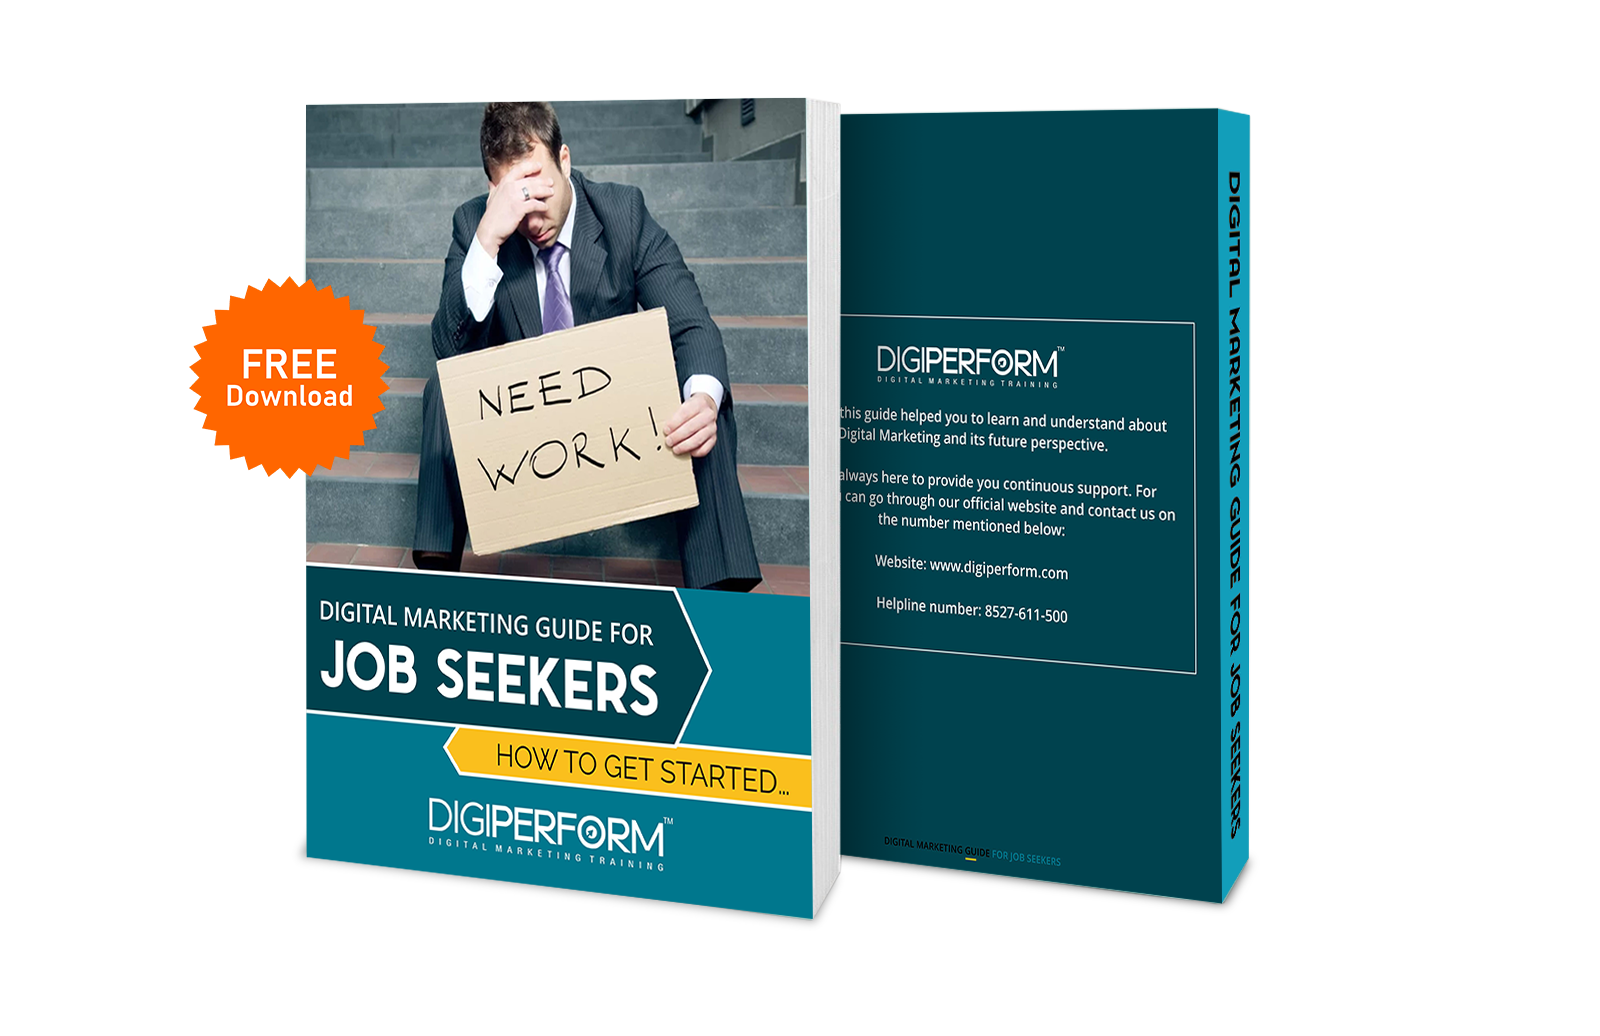 FREE
Download
NEED
WORK!
DIGITAL MARKETING GUIDE FOR
JOB SEEKERS
HOW TO GET STARTED...
DIGIPERFORM™
DIGITAL MARKETING TRAINING
DIGIPERFORM™
DIGITAL MARKETING TRAINING
this guide helped you to learn and understand about
Digital Marketing and its future perspective.
always here to provide you continuous support. For
can go through our official website and contact us on
the number mentioned below:
Website: www.digiperform.com
Helpline number: 8527-611-500
DIGITAL MARKETING GUIDE FOR JOB SEEKERS
DIGITAL MARKETING GUIDE FOR JOB SEEKERS